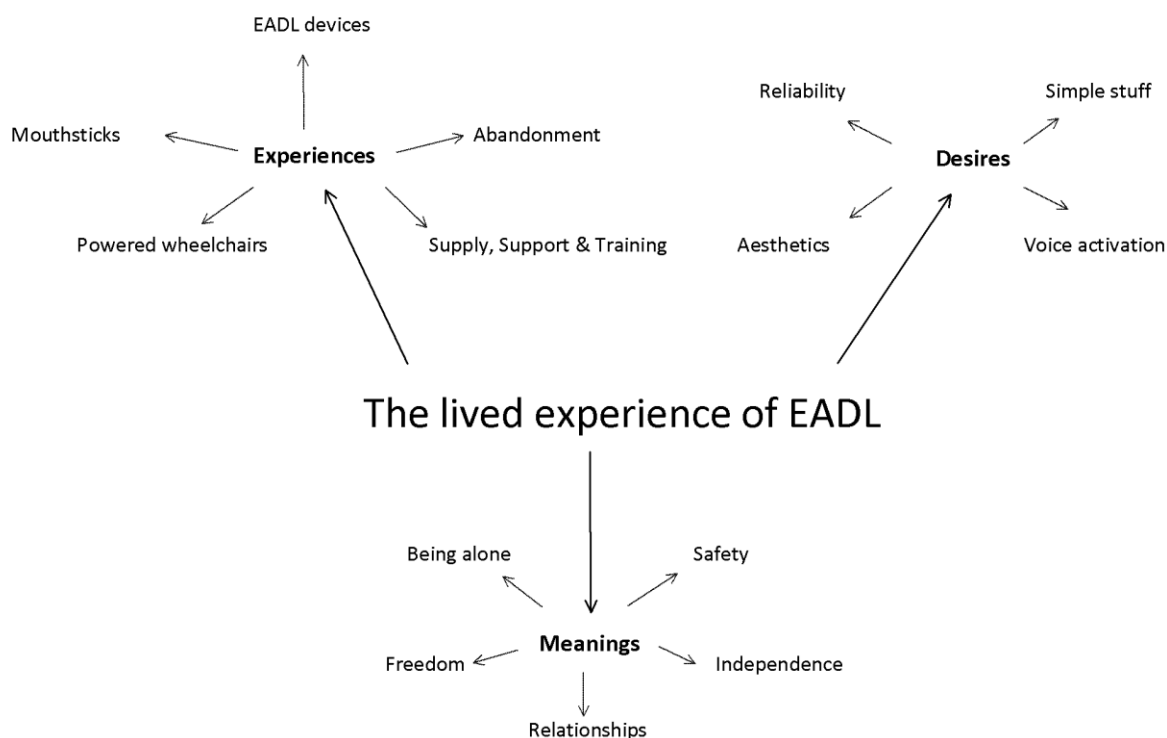 EADL devices
Reliability
Simple stuff
Mouthsticks
Abandonment
Experiences
Desires
Powered wheelchairs
Supply, Support & Training
Aesthetics
Voice activation
The lived experience of EADL
Being alone
Safety
Meanings
Freedom
Independence
Relationships